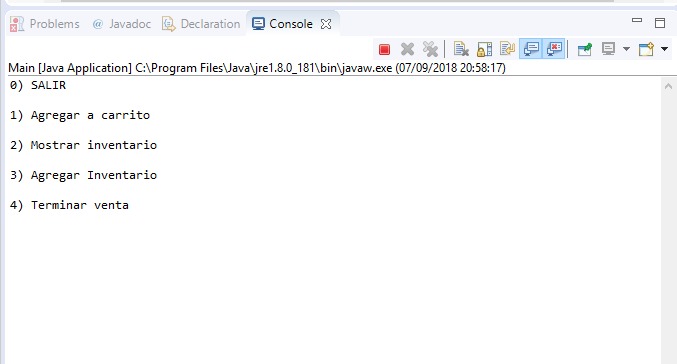 Problems @ Javadoc Declaration Console
Main [Java Application] C:\Program Files\Java\jre1.8.0_181\bin\javaw.exe (07/09/2018 20:58:17)
0) SALIR
1) Agregar a carrito
2) Mostrar inventario
3) Agregar Inventario
4) Terminar venta